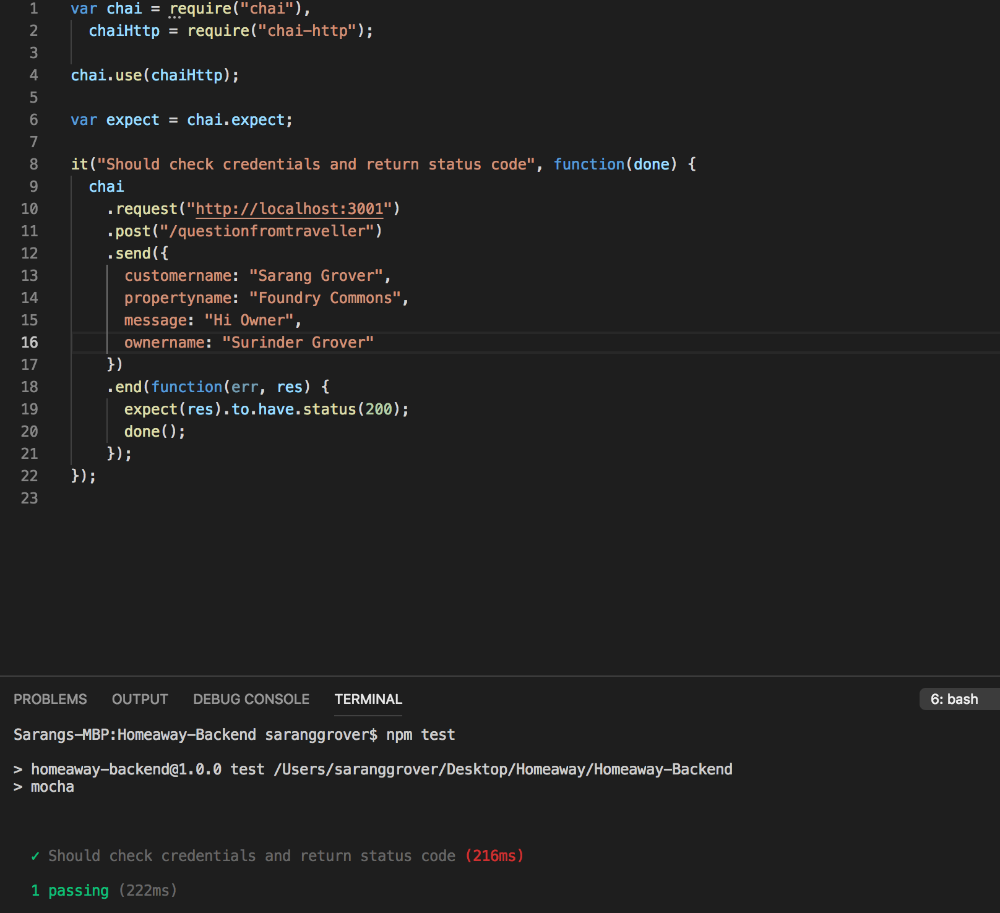 1 var chai = require("chai"),
2 chaiHttp = require("chai-http");
3
4 chai.use(chaiHttp);
5
6 var expect = chai.expect;
7
8 it("Should check credentials and return status code", function(done) {
9 chai
10 .request("http://localhost:3001")
11 .post("/questionfromtraveller")
12 .send({
13 customername: "Sarang Grover",
14 propertyname: "Foundry Commons",
15 message: "Hi Owner",
16 ownername: "Surinder Grover"
17 })
18 .end(function(err, res) {
19 expect(res).to.have.status(200);
20 done();
21 });
22 });
23
PROBLEMS OUTPUT DEBUG CONSOLE TERMINAL 6: bash
Sarangs-MBP:Homeaway-Backend saranggrover$ npm test
> homeaway-backend@1.0.0 test /Users/saranggrover/Desktop/Homeaway/Homeaway-Backend
> mocha
✓ Should check credentials and return status code (216ms)
1 passing (222ms)